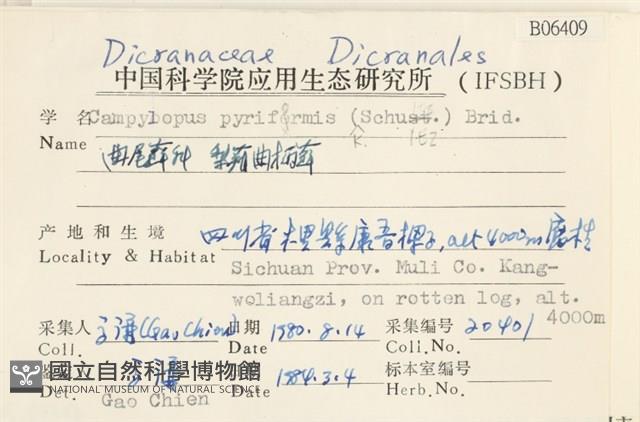 B06409
Dicranaceae Dicranales
中国科学院应用生态研究所 (IFSBH)
学 名 Campylopus pyriformis (Schust.) Brid.
Name
曲尾藓科 梨蒴曲柄藓
产地和生境 四川省木里县康吾梁子, alt 4000m
Locality & Habitat Sichuan Prov. Muli Co. Kang-
woliangzi, on rotten log, alt.
4000m
采集人 高谦(Gao Chien) 日期 1980.8.14 采集编号 20401
Coll. Date Coll.No.
高谦 1984.3.4 标本室编号
國立自然科學博物館
NATIONAL MUSEUM OF NATURAL SCIENCE
Det. Gao Chien Date Herb.No.